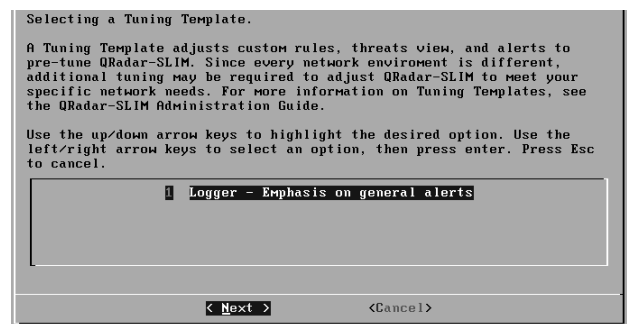 Selecting a Tuning Template.
A Tuning Template adjusts custom rules, threats view, and alerts to
pre-tune QRadar-SLIM. Since every network enviroment is different,
additional tuning may be required to adjust QRadar-SLIM to meet your
specific network needs. For more information on Tuning Templates, see
the QRadar-SLIM Administration Guide.
Use the up/down arrow keys to highlight the desired option. Use the
left/right arrow keys to select an option, then press enter. Press Esc
to cancel.
1 Logger - Emphasis on general alerts
< Next > <Cancel>